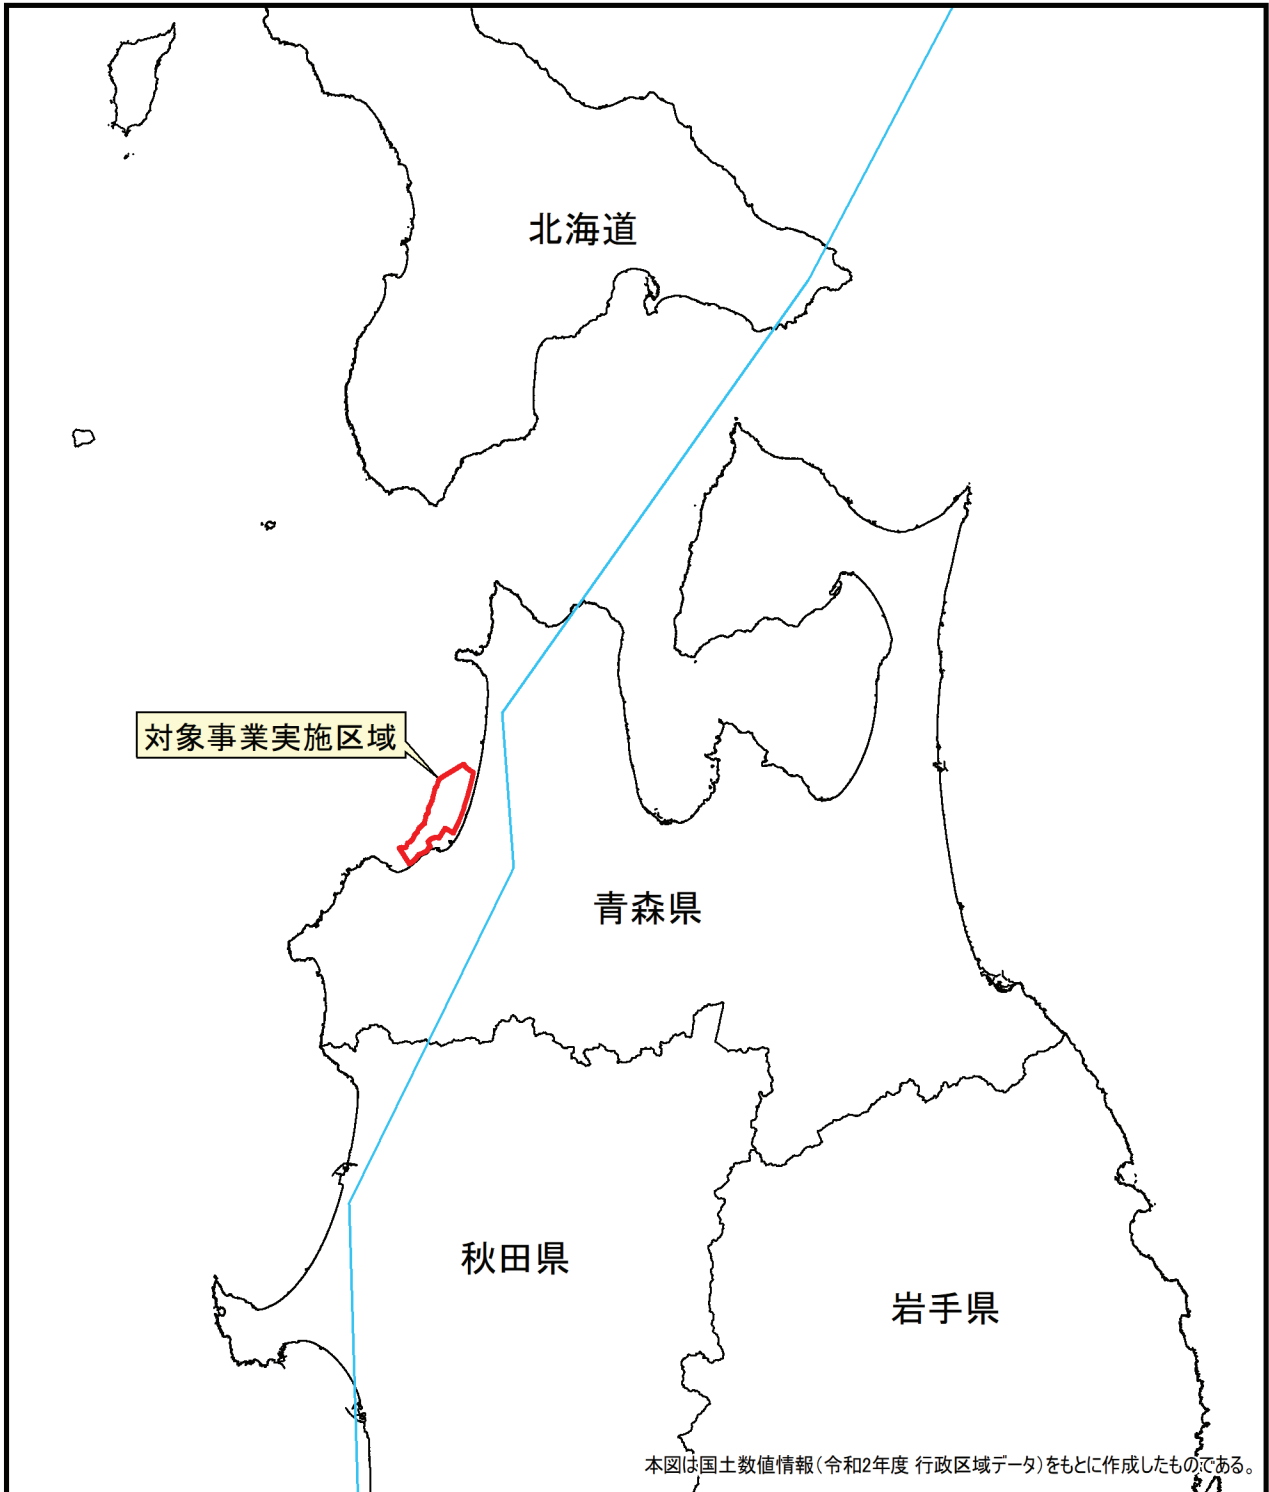 北海道
対象事業実施区域
青森県
秋田県
岩手県
本図は国土数値情報（令和2年度 行政区域データ）をもとに作成したものである。